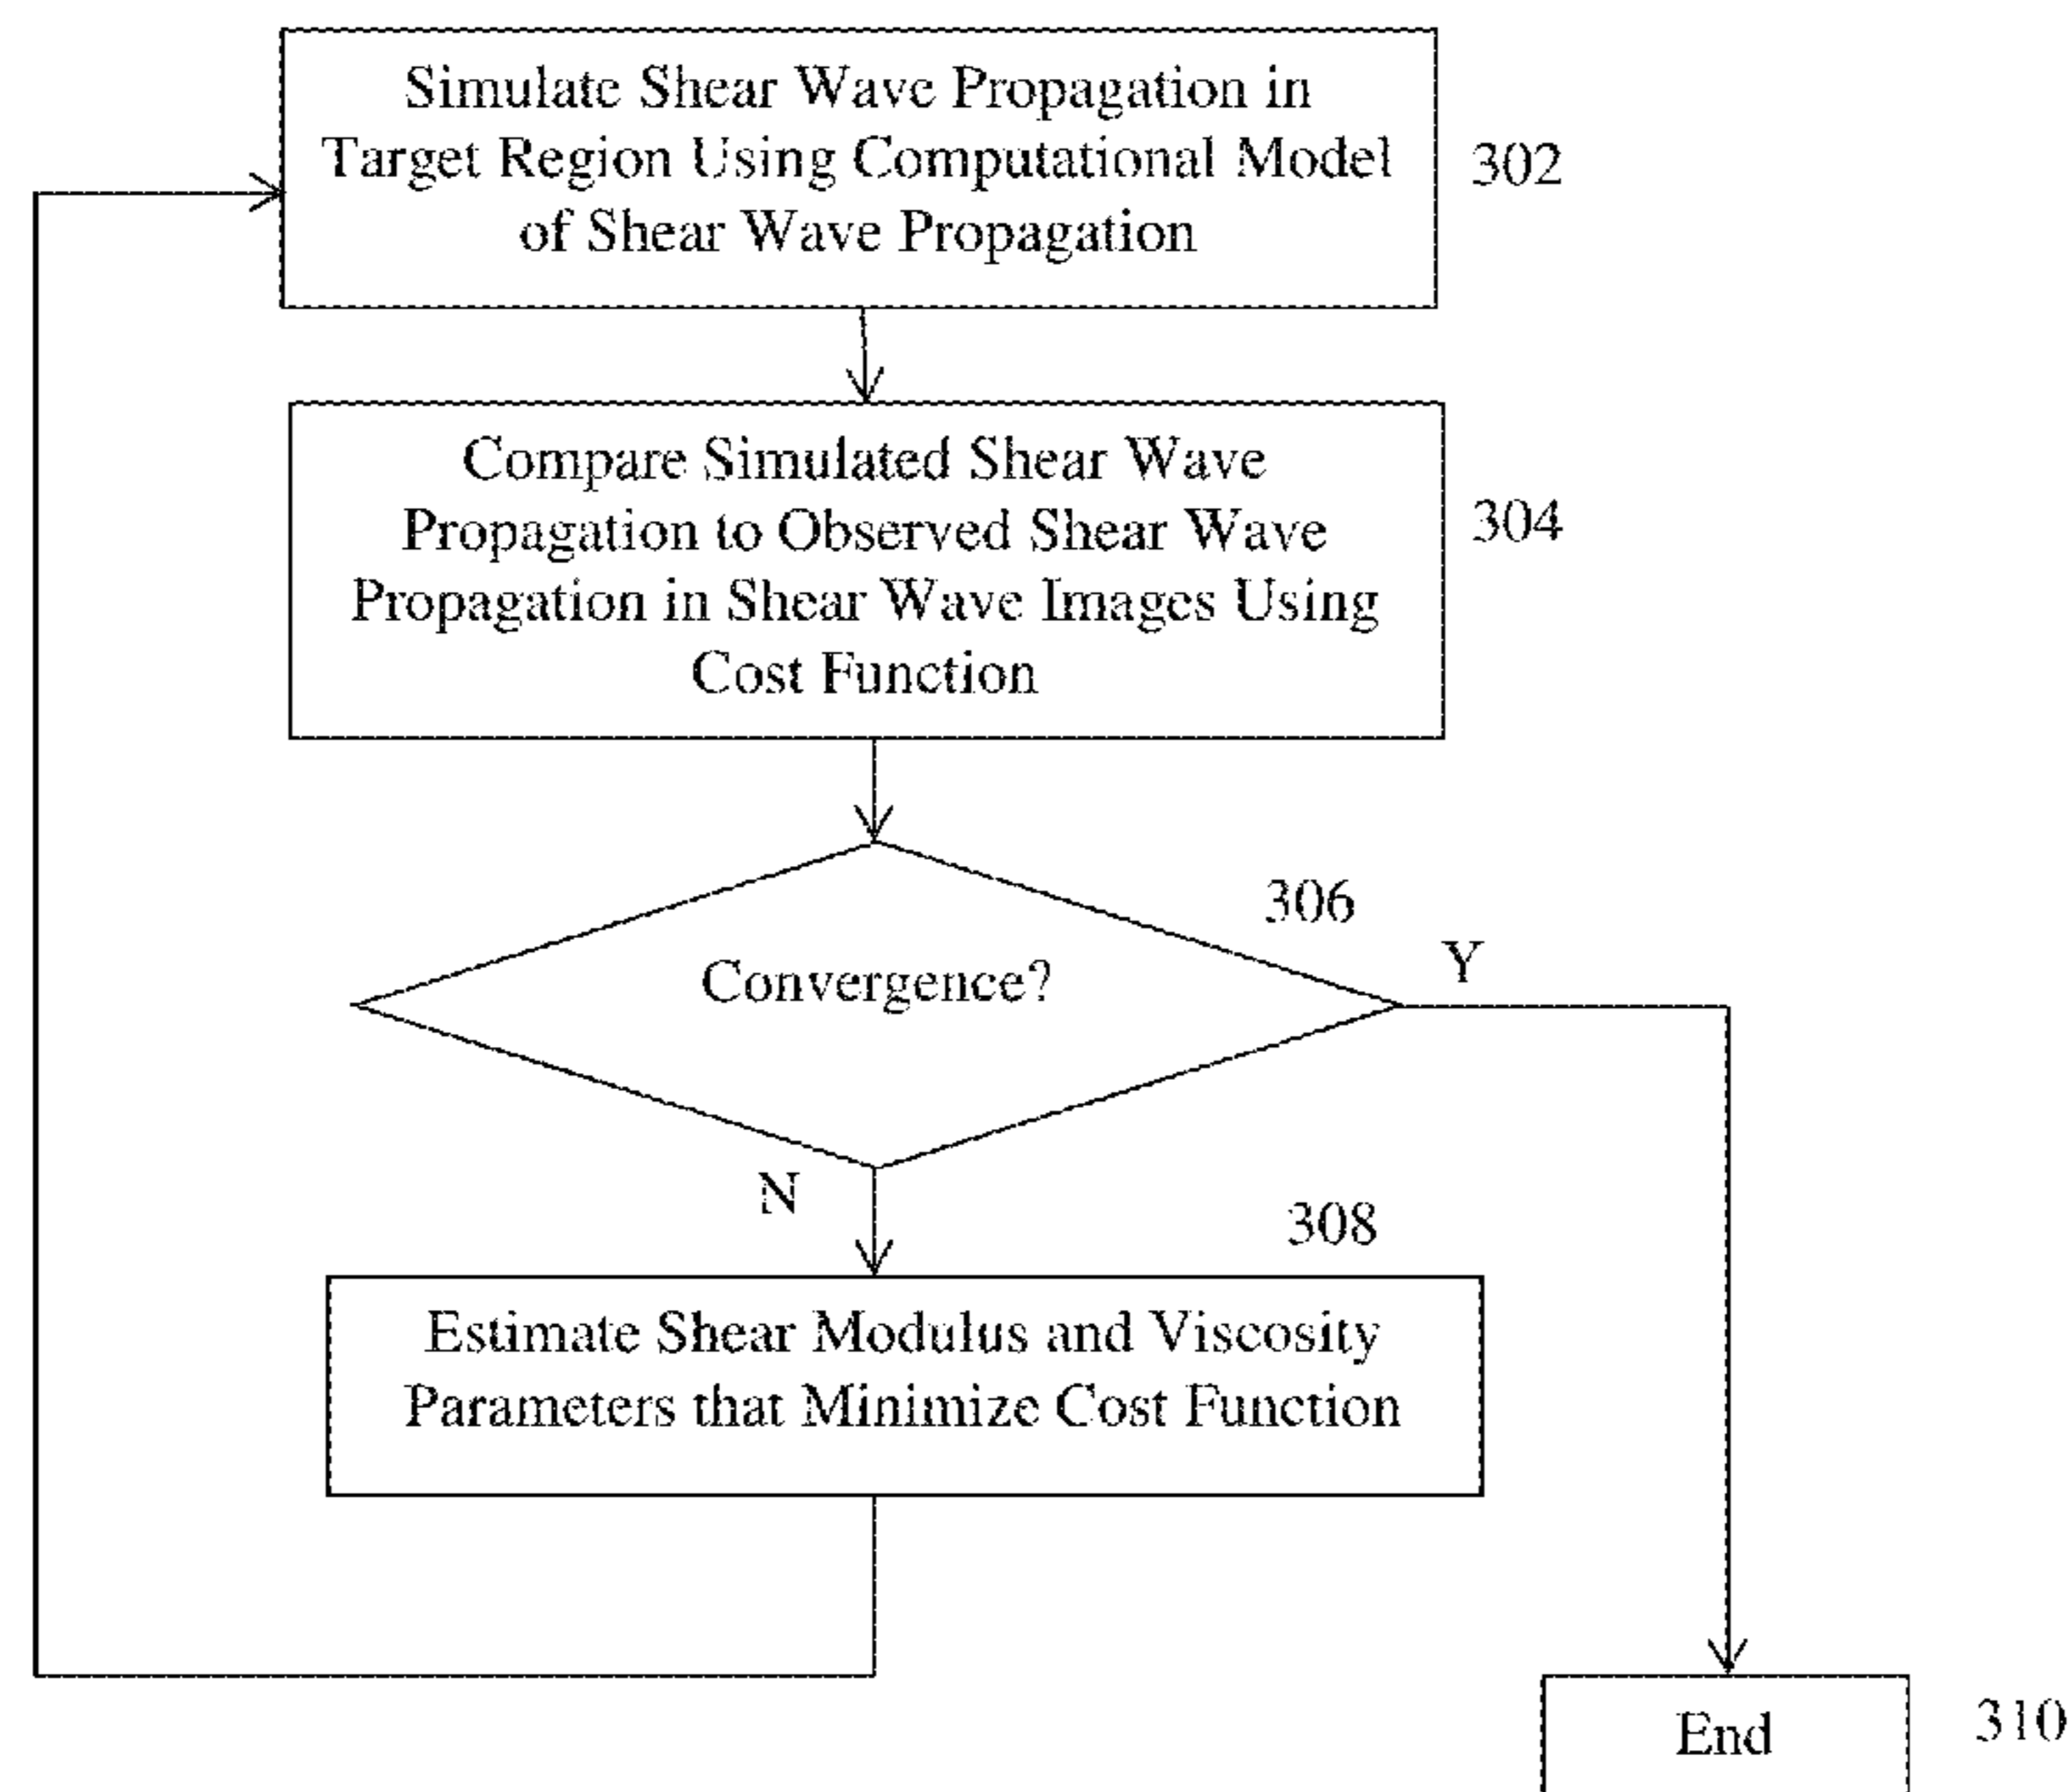 Simulate Shear Wave Propagation in
Target Region Using Computational Model
of Shear Wave Propagation
302
Compare Simulated Shear Wave
Propagation to Observed Shear Wave
Propagation in Shear Wave Images Using
Cost Function
304
306
Convergence?
Y
N
308
Estimate Shear Modulus and Viscosity
Parameters that Minimize Cost Function
End
310